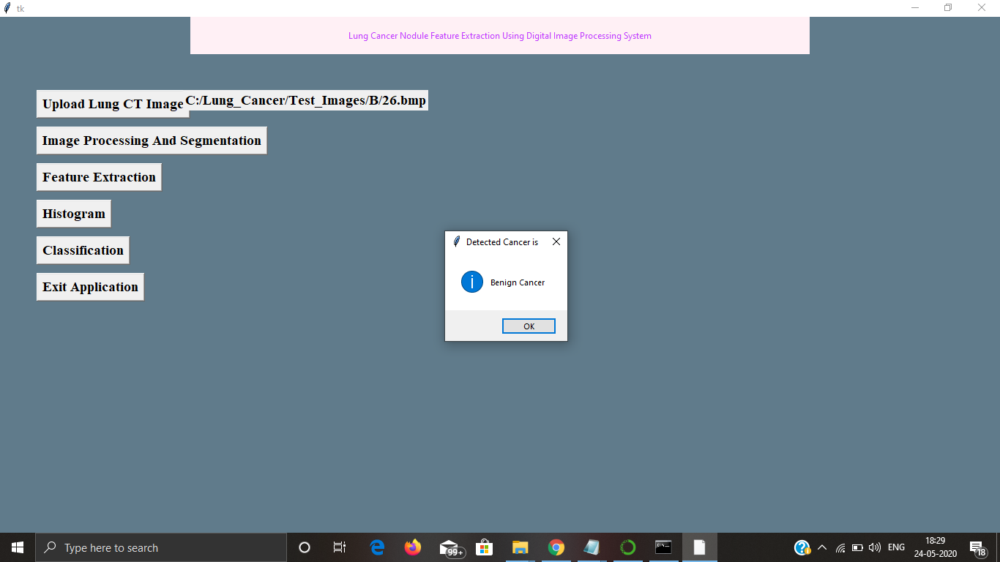 tk
Lung Cancer Nodule Feature Extraction Using Digital Image Processing System
Upload Lung CT Image
C:/Lung_Cancer/Test_Images/B/26.bmp
Image Processing And Segmentation
Feature Extraction
Histogram
Classification
Exit Application
Detected Cancer is
Benign Cancer
OK
Type here to search
99+
ENG
18:29
24-05-2020
18